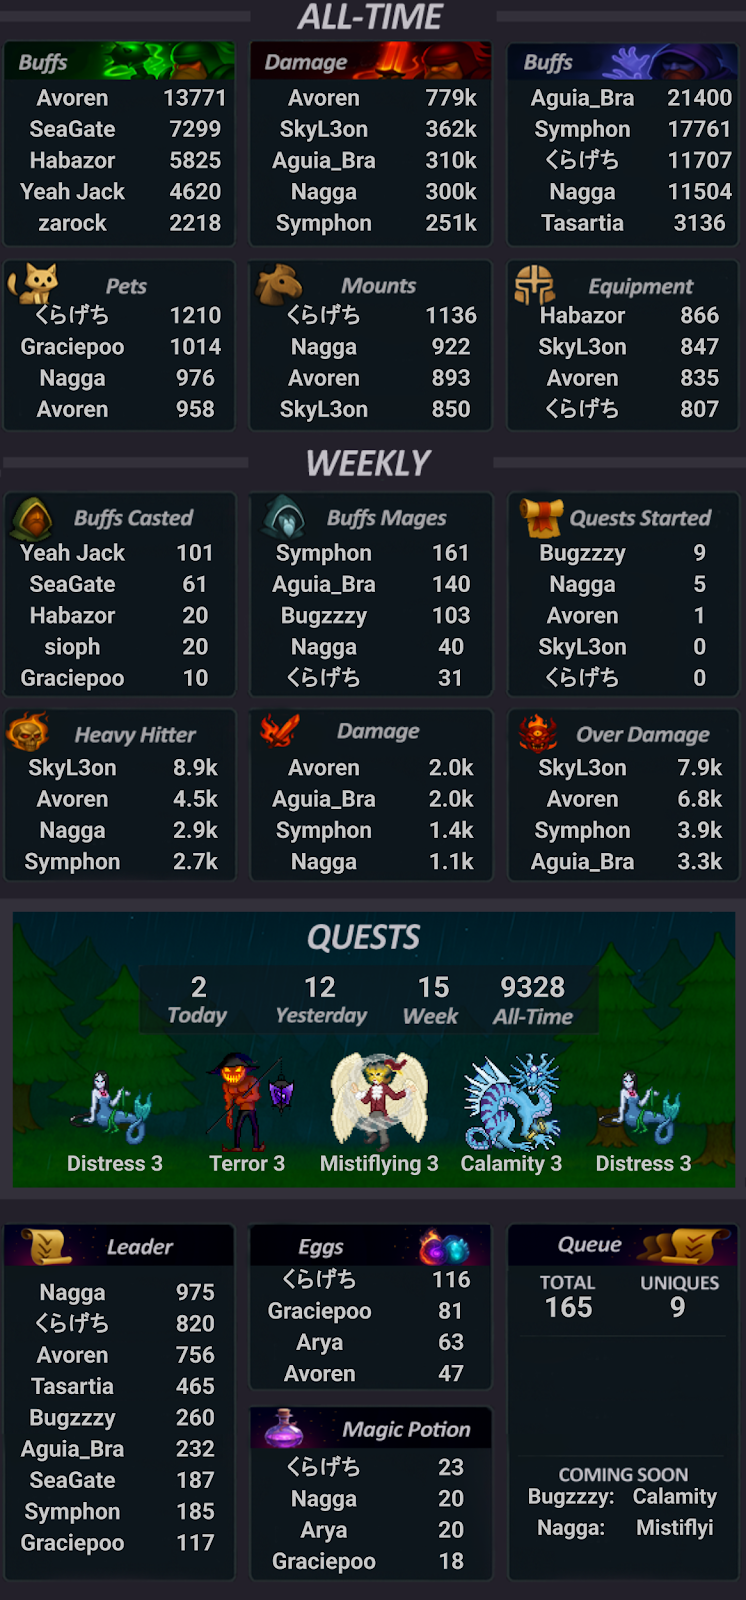 ALL-TIME
Buffs
Avoren 13771
SeaGate 7299
Habazor 5825
Yeah Jack 4620
zarock 2218
Damage
Avoren 779k
SkyL3on 362k
Aguia_Bra 310k
Nagga 300k
Symphon 251k
Buffs
Aguia_Bra 21400
Symphon 17761
くらげち 11707
Nagga 11504
Tasartia 3136
Pets
くらげち 1210
Graciepoo 1014
Nagga 976
Avoren 958
Mounts
くらげち 1136
Nagga 922
Avoren 893
SkyL3on 850
Equipment
Habazor 866
SkyL3on 847
Avoren 835
くらげち 807
WEEKLY
Buffs Casted
Yeah Jack 101
SeaGate 61
Habazor 20
sioph 20
Graciepoo 10
Buffs Mages
Symphon 161
Aguia_Bra 140
Bugzzzy 103
Nagga 40
くらげち 31
Quests Started
Bugzzzy 9
Nagga 5
Avoren 1
SkyL3on 0
くらげち 0
Heavy Hitter
SkyL3on 8.9k
Avoren 4.5k
Nagga 2.9k
Symphon 2.7k
Damage
Avoren 2.0k
Aguia_Bra 2.0k
Symphon 1.4k
Nagga 1.1k
Over Damage
SkyL3on 7.9k
Avoren 6.8k
Symphon 3.9k
Aguia_Bra 3.3k
QUESTS
2 12 15 9328
Today Yesterday Week All-Time
Distress 3 Terror 3 Mistiflying 3 Calamity 3 Distress 3
Leader
Nagga 975
くらげち 820
Avoren 756
Tasartia 465
Bugzzzy 260
Aguia_Bra 232
SeaGate 187
Symphon 185
Graciepoo 117
Eggs
くらげち 116
Graciepoo 81
Arya 63
Avoren 47
Magic Potion
くらげち 23
Nagga 20
Arya 20
Graciepoo 18
Queue
TOTAL UNIQUES
165 9
COMING SOON
Bugzzzy: Calamity
Nagga: Mistiflyi